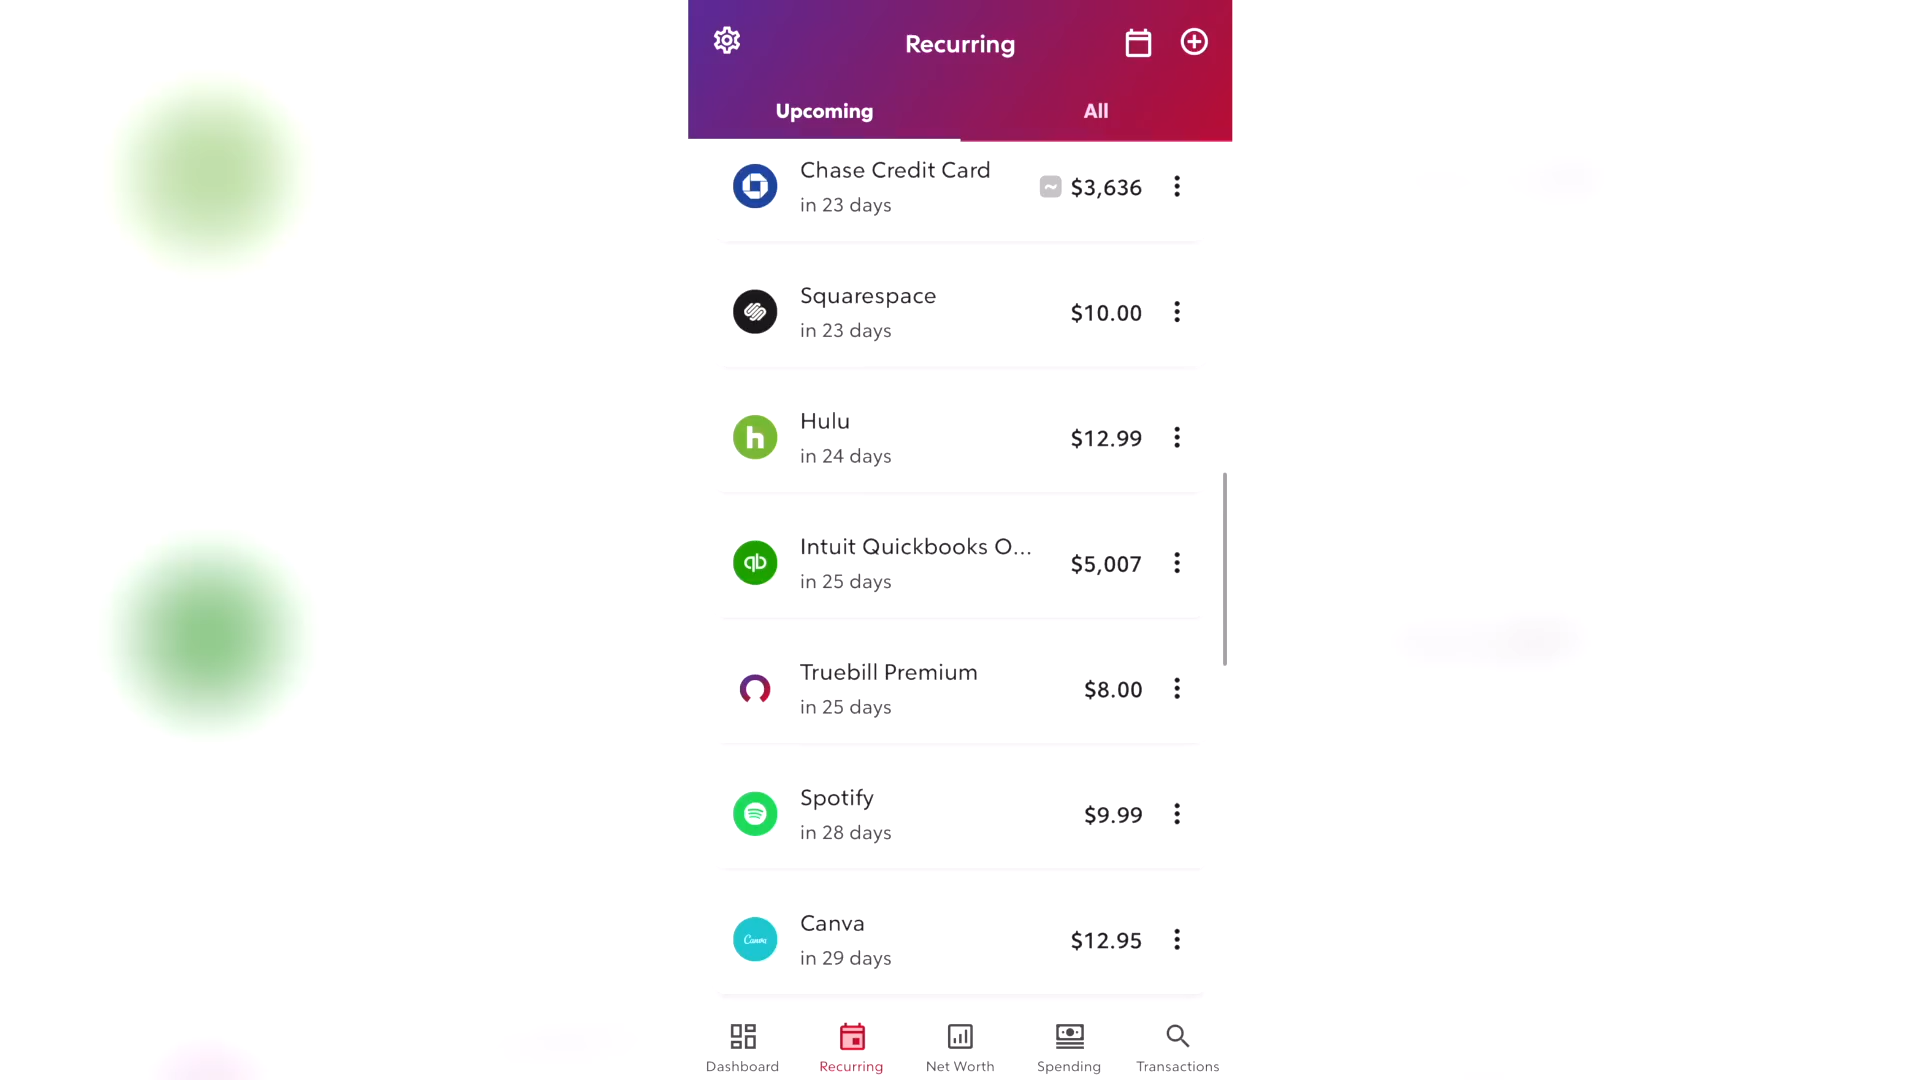 Recurring
Upcoming
All
Chase Credit Card
in 23 days
$3,636
Squarespace
in 23 days
$10.00
h
Hulu
in 24 days
$12.99
qb
Intuit Quickbooks O...
in 25 days
$5,007
Truebill Premium
in 25 days
$8.00
Spotify
in 28 days
$9.99
Canva
Canva
in 29 days
$12.95
Dashboard
Recurring
Net Worth
Spending
Transactions